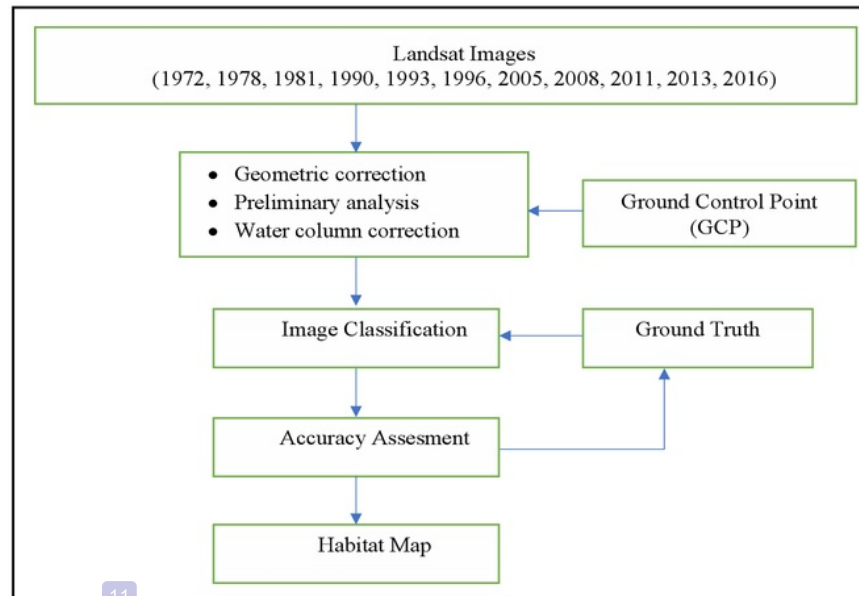 Landsat Images
(1972, 1978, 1981, 1990, 1993, 1996, 2005, 2008, 2011, 2013, 2016)
• Geometric correction
• Preliminary analysis
• Water column correction
Ground Control Point
(GCP)
Image Classification
Ground Truth
Accuracy Assesment
Habitat Map
11